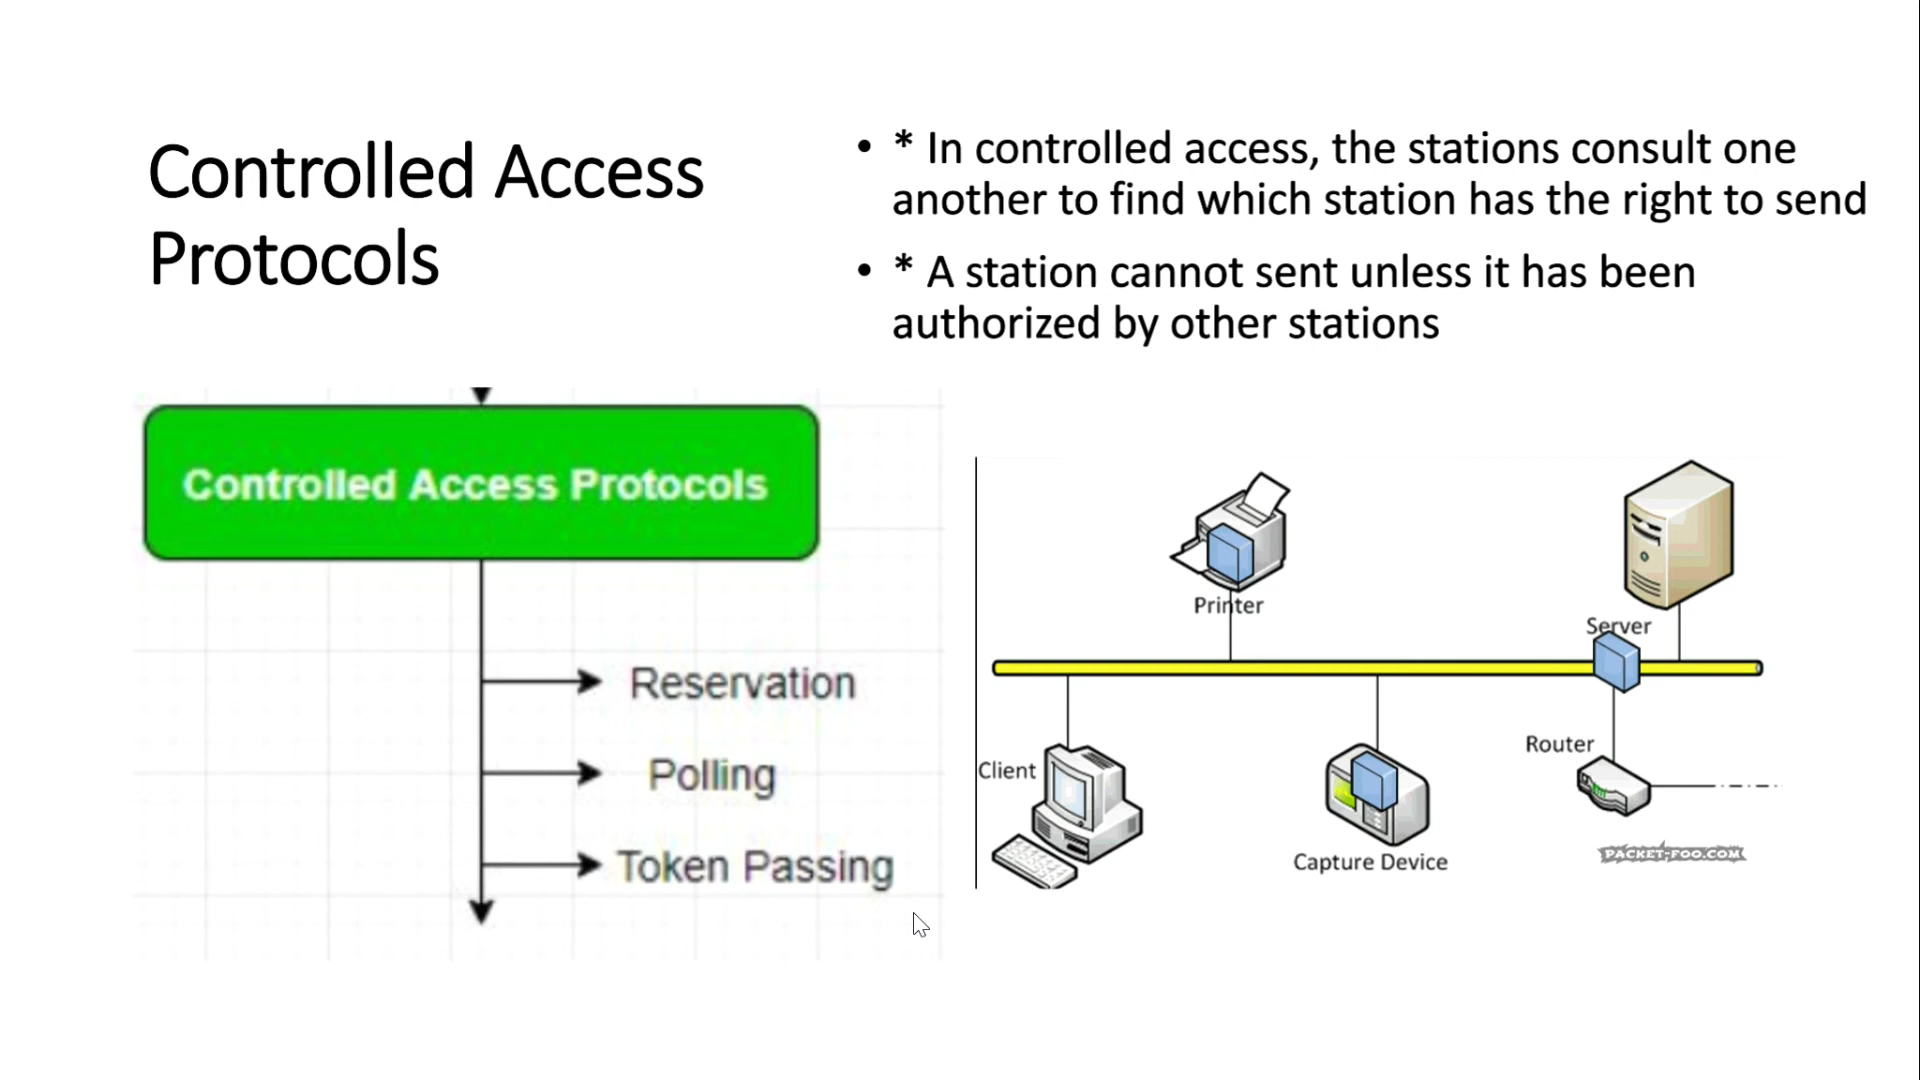 Controlled Access
Protocols
• * In controlled access, the stations consult one
another to find which station has the right to send
• * A station cannot sent unless it has been
authorized by other stations
Controlled Access Protocols
Reservation
Polling
Token Passing
Printer
Server
Client
Router
Capture Device
PACKET-FOO.COM